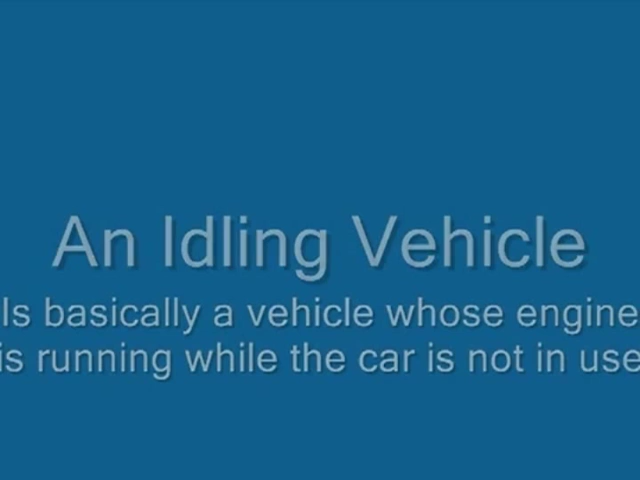 An Idling Vehicle
Is basically a vehicle whose engine
is running while the car is not in use